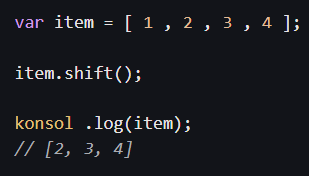 var item = [ 1 , 2 , 3 , 4 ];
item.shift();
konsol .log(item);
// [2, 3, 4]